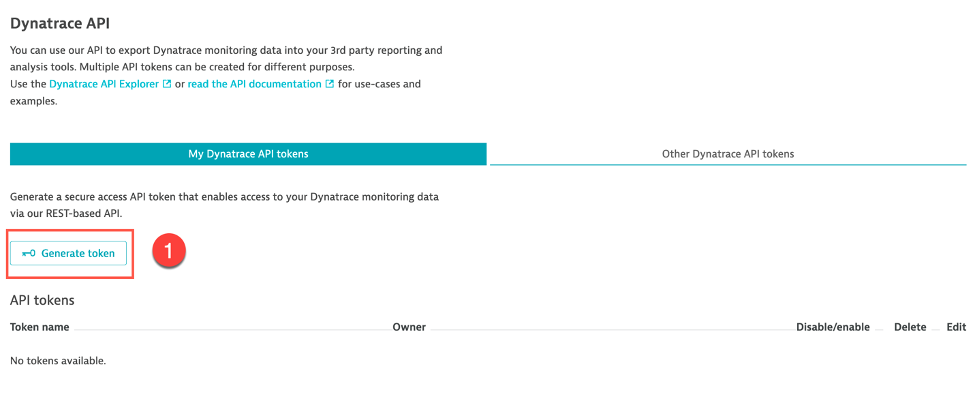 Dynatrace API
You can use our API to export Dynatrace monitoring data into your 3rd party reporting and
analysis tools. Multiple API tokens can be created for different purposes.
Use the Dynatrace API Explorer or read the API documentation for use-cases and
examples.
My Dynatrace API tokens Other Dynatrace API tokens
Generate a secure access API token that enables access to your Dynatrace monitoring data
via our REST-based API.
Generate token 1
API tokens
Token name Owner Disable/enable Delete Edit
No tokens available.